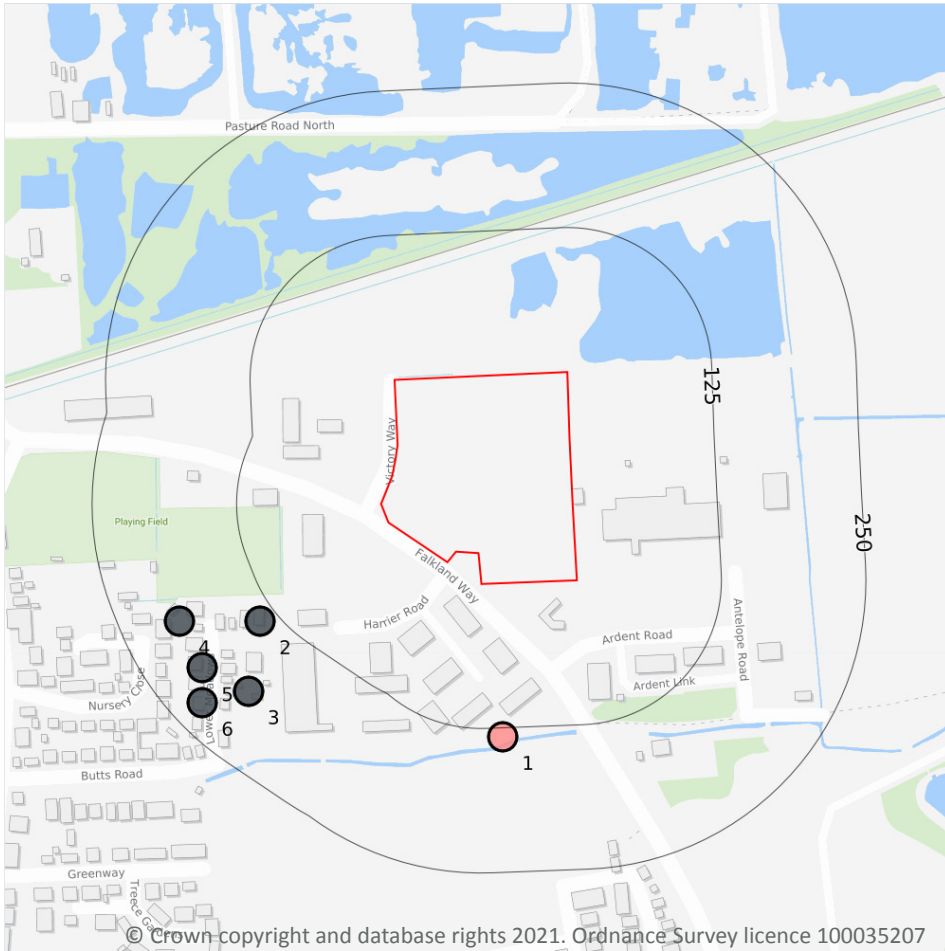 Pasture Road North
125
Victory Way
250
Playing Field
Falkland Way
Harrier Road
Antelope Road
2
4
Ardent Road
Nursery Close
5
3
Ardent Link
6
1
Butts Road
Greenway
Treece Gardens
© Crown copyright and database rights 2021. Ordnance Survey licence 100035207